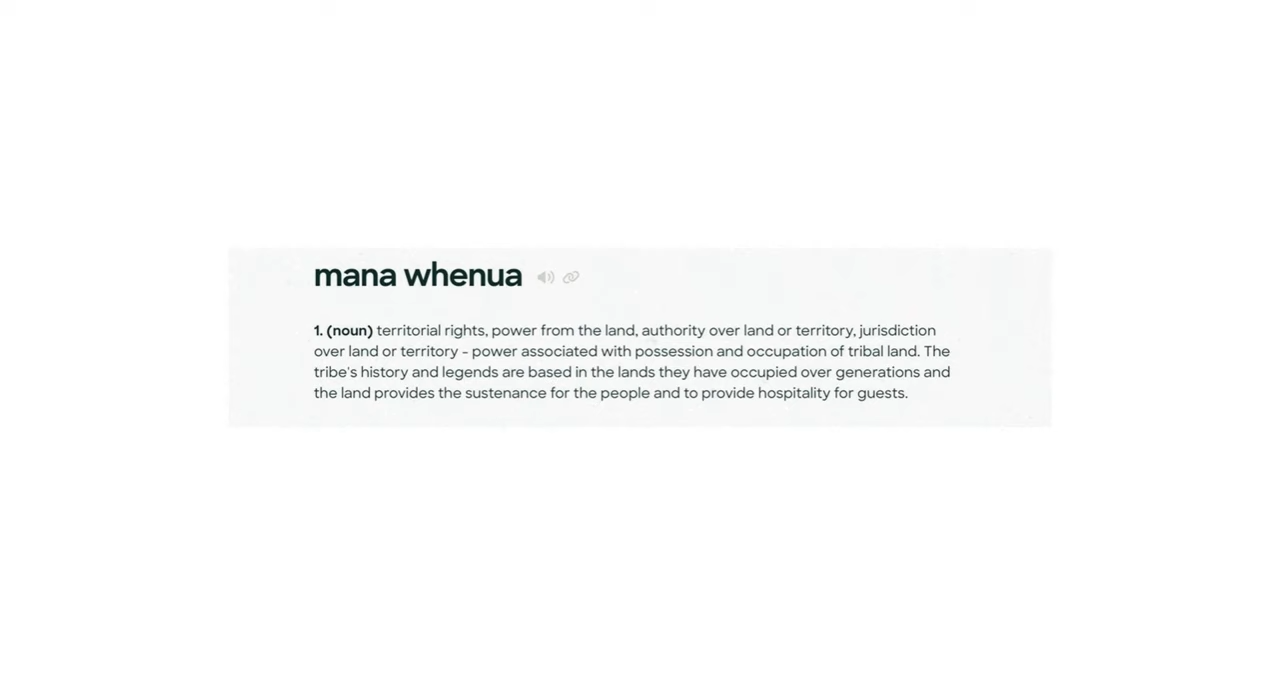 mana whenua
1. (noun) territorial rights, power from the land, authority over land or territory, jurisdiction
over land or territory - power associated with possession and occupation of tribal land. The
tribe's history and legends are based in the lands they have occupied over generations and
the land provides the sustenance for the people and to provide hospitality for guests.